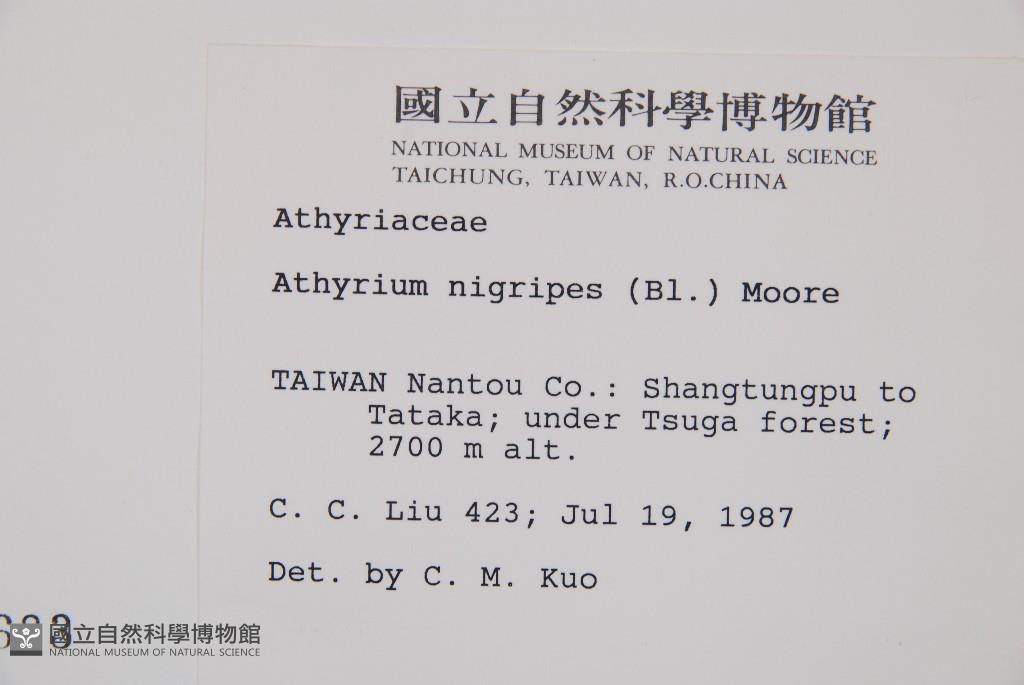 國立自然科學博物館
NATIONAL MUSEUM OF NATURAL SCIENCE
TAICHUNG, TAIWAN, R.O.CHINA
Athyriaceae
Athyrium nigripes (Bl.) Moore
TAIWAN Nantou Co.: Shangtungpu to
Tataka; under Tsuga forest;
2700 m alt.
C. C. Liu 423; Jul 19, 1987
Det. by C. M. Kuo
國立自然科學博物館
NATIONAL MUSEUM OF NATURAL SCIENCE